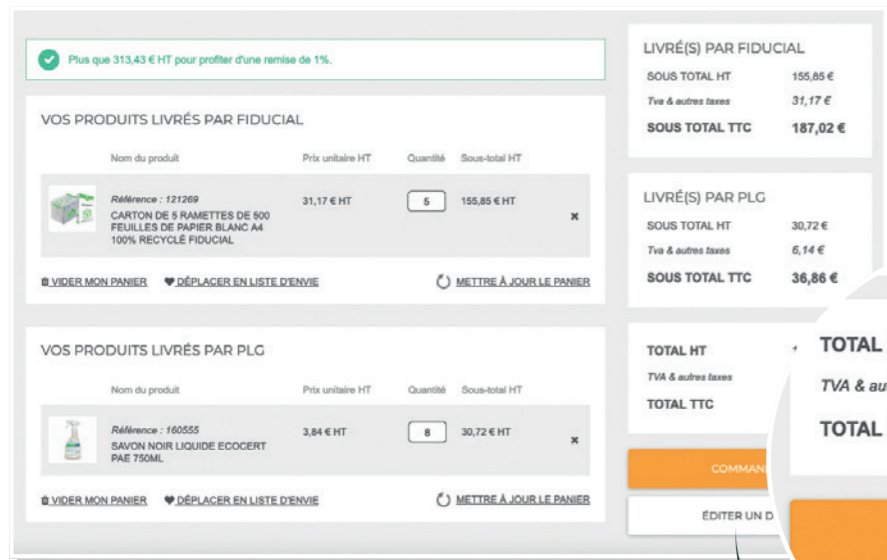 Plus que 313,43 € HT pour profiter d'une remise de 1%.
VOS PRODUITS LIVRÉS PAR FIDUCIAL
Nom du produit Prix unitaire HT Quantité Sous-total HT
Référence : 121269
CARTON DE 5 RAMETTES DE 500
FEUILLES DE PAPIER BLANC A4
100% RECYCLÉ FIDUCIAL
31,17 € HT 5 155,85 € HT
VIDER MON PANIER DÉPLACER EN LISTE D'ENVIE METTRE À JOUR LE PANIER
VOS PRODUITS LIVRÉS PAR PLG
Nom du produit Prix unitaire HT Quantité Sous-total HT
Référence : 160555
SAVON NOIR LIQUIDE ECOCERT
PAE 750ML
3,84 € HT 8 30,72 € HT
VIDER MON PANIER DÉPLACER EN LISTE D'ENVIE METTRE À JOUR LE PANIER
LIVRÉ(S) PAR FIDUCIAL
SOUS TOTAL HT 155,85 €
Tva & autres taxes 31,17 €
SOUS TOTAL TTC 187,02 €
LIVRÉ(S) PAR PLG
SOUS TOTAL HT 30,72 €
Tva & autres taxes 6,14 €
SOUS TOTAL TTC 36,86 €
TOTAL HT
TVA & autres taxes
TOTAL TTC
COMMAN
ÉDITER UN D
TOTAL
TVA & au
TOTAL